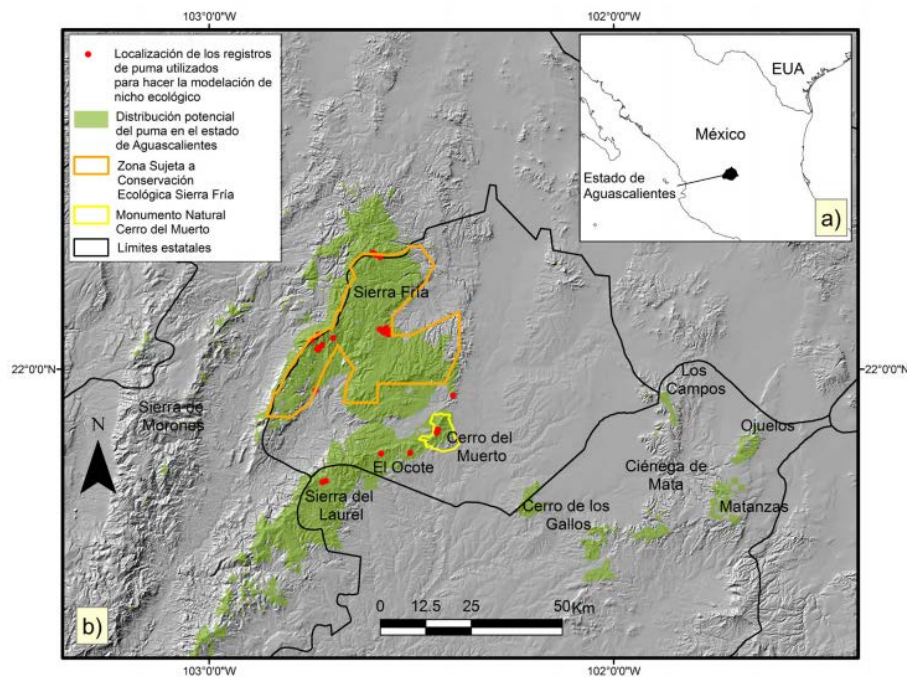 103°0'0"W
102°0'0"W
Localización de los registros
de puma utilizados
para hacer la modelación de
nicho ecológico
Distribución potencial
del puma en el estado
de Aguascalientes
Zona Sujeta a
Conservación
Ecológica Sierra Fría
Monumento Natural
Cerro del Muerto
Límites estatales
EUA
México
Estado de
Aguascalientes
a)
Sierra Fría
22°0'0"N
22°0'0"N
Los
Campos
Sierra de
Morones
N
Cerro del
Muerto
Ojuelos
El Ocote
Ciénega de
Mata
Sierra del
Laurel
Cerro de los
Gallos
Matanzas
b)
0 12.5 25 50 Km
103°0'0"W
102°0'0"W